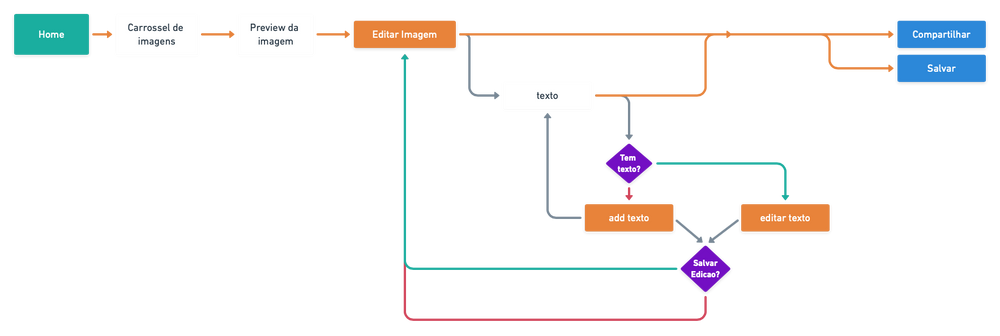 Home
Carrossel de
imagens
Preview da
imagem
Editar Imagem
Compartilhar
Salvar
texto
Tem
texto?
add texto
editar texto
Salvar
Edicao?